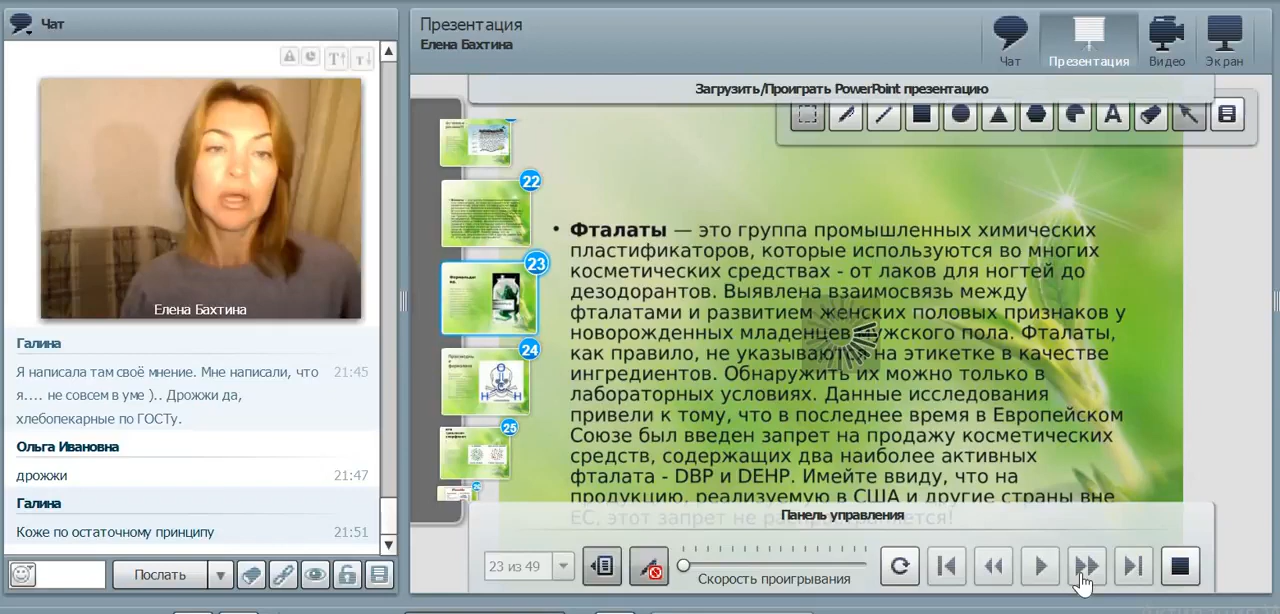 Чат
Презентация
Елена Бахтина
Чат
Презентация
Видео
Экран
Загрузить/Проиграть PowerPoint презентацию
Елена Бахтина
22
23
24
25
• Фталаты — это группа промышленных химических
пластификаторов, которые используются во многих
косметических средствах - от лаков для ногтей до
дезодорантов. Выявлена взаимосвязь между
фталатами и развитием женских половых признаков у
новорожденных младенцев мужского пола. Фталаты,
как правило, не указываются на этикетке в качестве
ингредиентов. Обнаружить их можно только в
лабораторных условиях. Данные исследования
привели к тому, что в последнее время в Европейском
Союзе был введен запрет на продажу косметических
средств, содержащих два наиболее активных
фталата - DBP и DEHP. Имейте ввиду, что на
продукцию, реализуемую в США и другие страны вне
ЕС, этот запрет не
Галина
Я написала там своё мнение. Мне написали, что 21:45
я.... не совсем в уме ).. Дрожжи да,
хлебопекарные по ГОСТу.
Ольга Ивановна
дрожжи 21:47
Галина
Коже по остаточному принципу 21:51
Послать
Панель управления
23 из 49
Скорость проигрывания